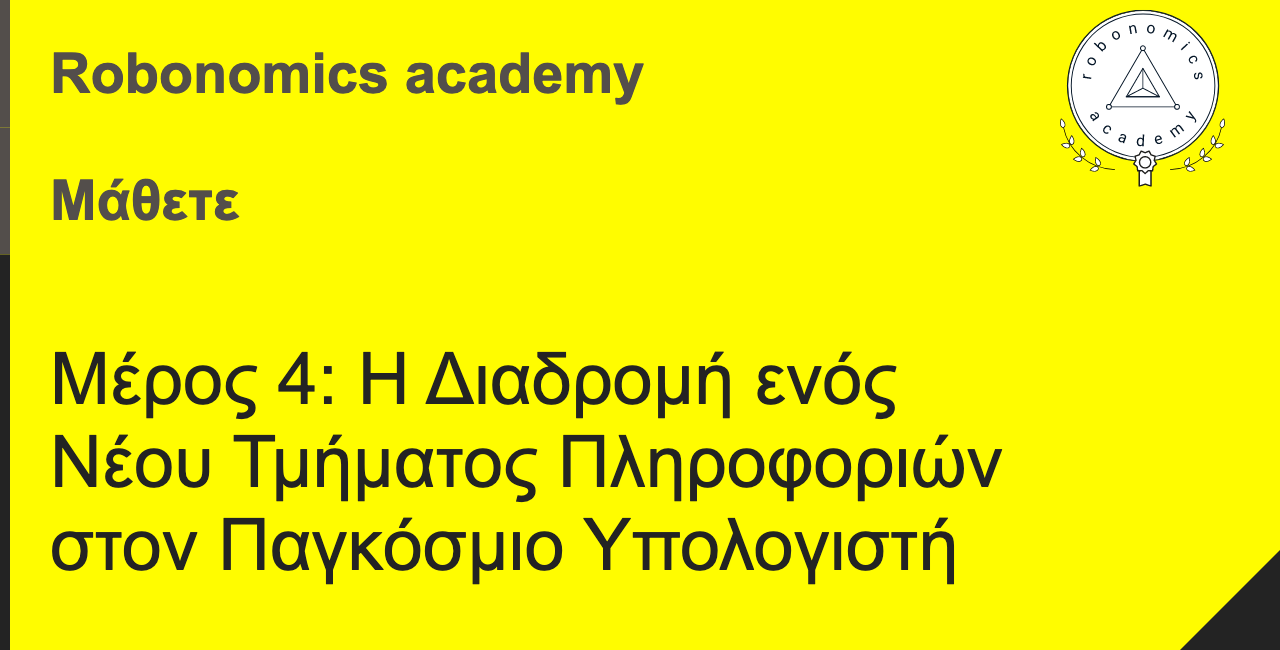 Robonomics academy
robonomics
academy
Μάθετε
Μέρος 4: Η Διαδρομή ενός
Νέου Τμήματος Πληροφοριών
στον Παγκόσμιο Υπολογιστή